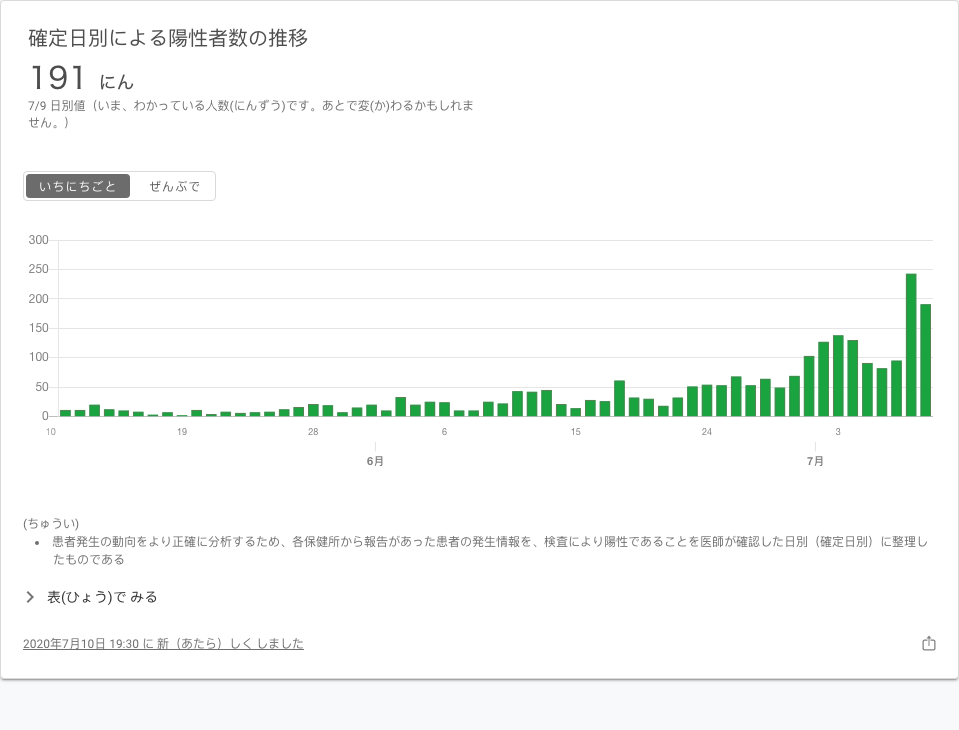 確定日別による陽性者数の推移
191 にん
7/9 日別値（いま、わかっている人数(にんずう)です。あとで変(か)わるかもしれま
せん。）
いちにちごと ぜんぶで
300
250
200
150
100
50
0
10 19 28 6 15 24 3
6月 7月
(ちゅうい)
• 患者発生の動向をより正確に分析するため、各保健所から報告があった患者の発生情報を、検査により陽性であることを医師が確認した日別（確定日別）に整理し
たものである
表(ひょう)で みる
2020年7月10日 19:30 に 新（あたら）しく しました